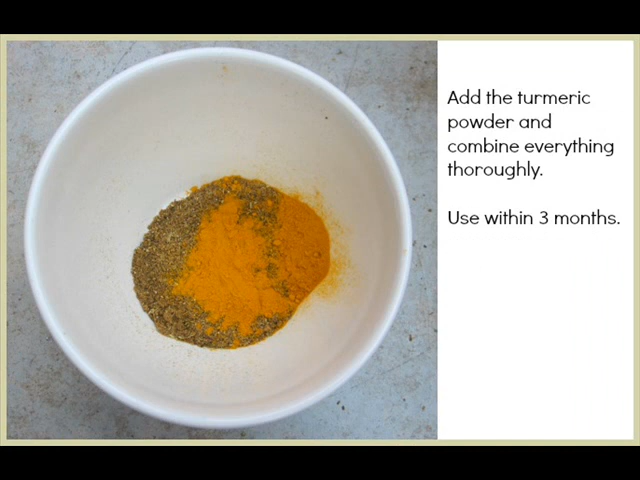 Add the turmeric
powder and
combine everything
thoroughly.
Use within 3 months.